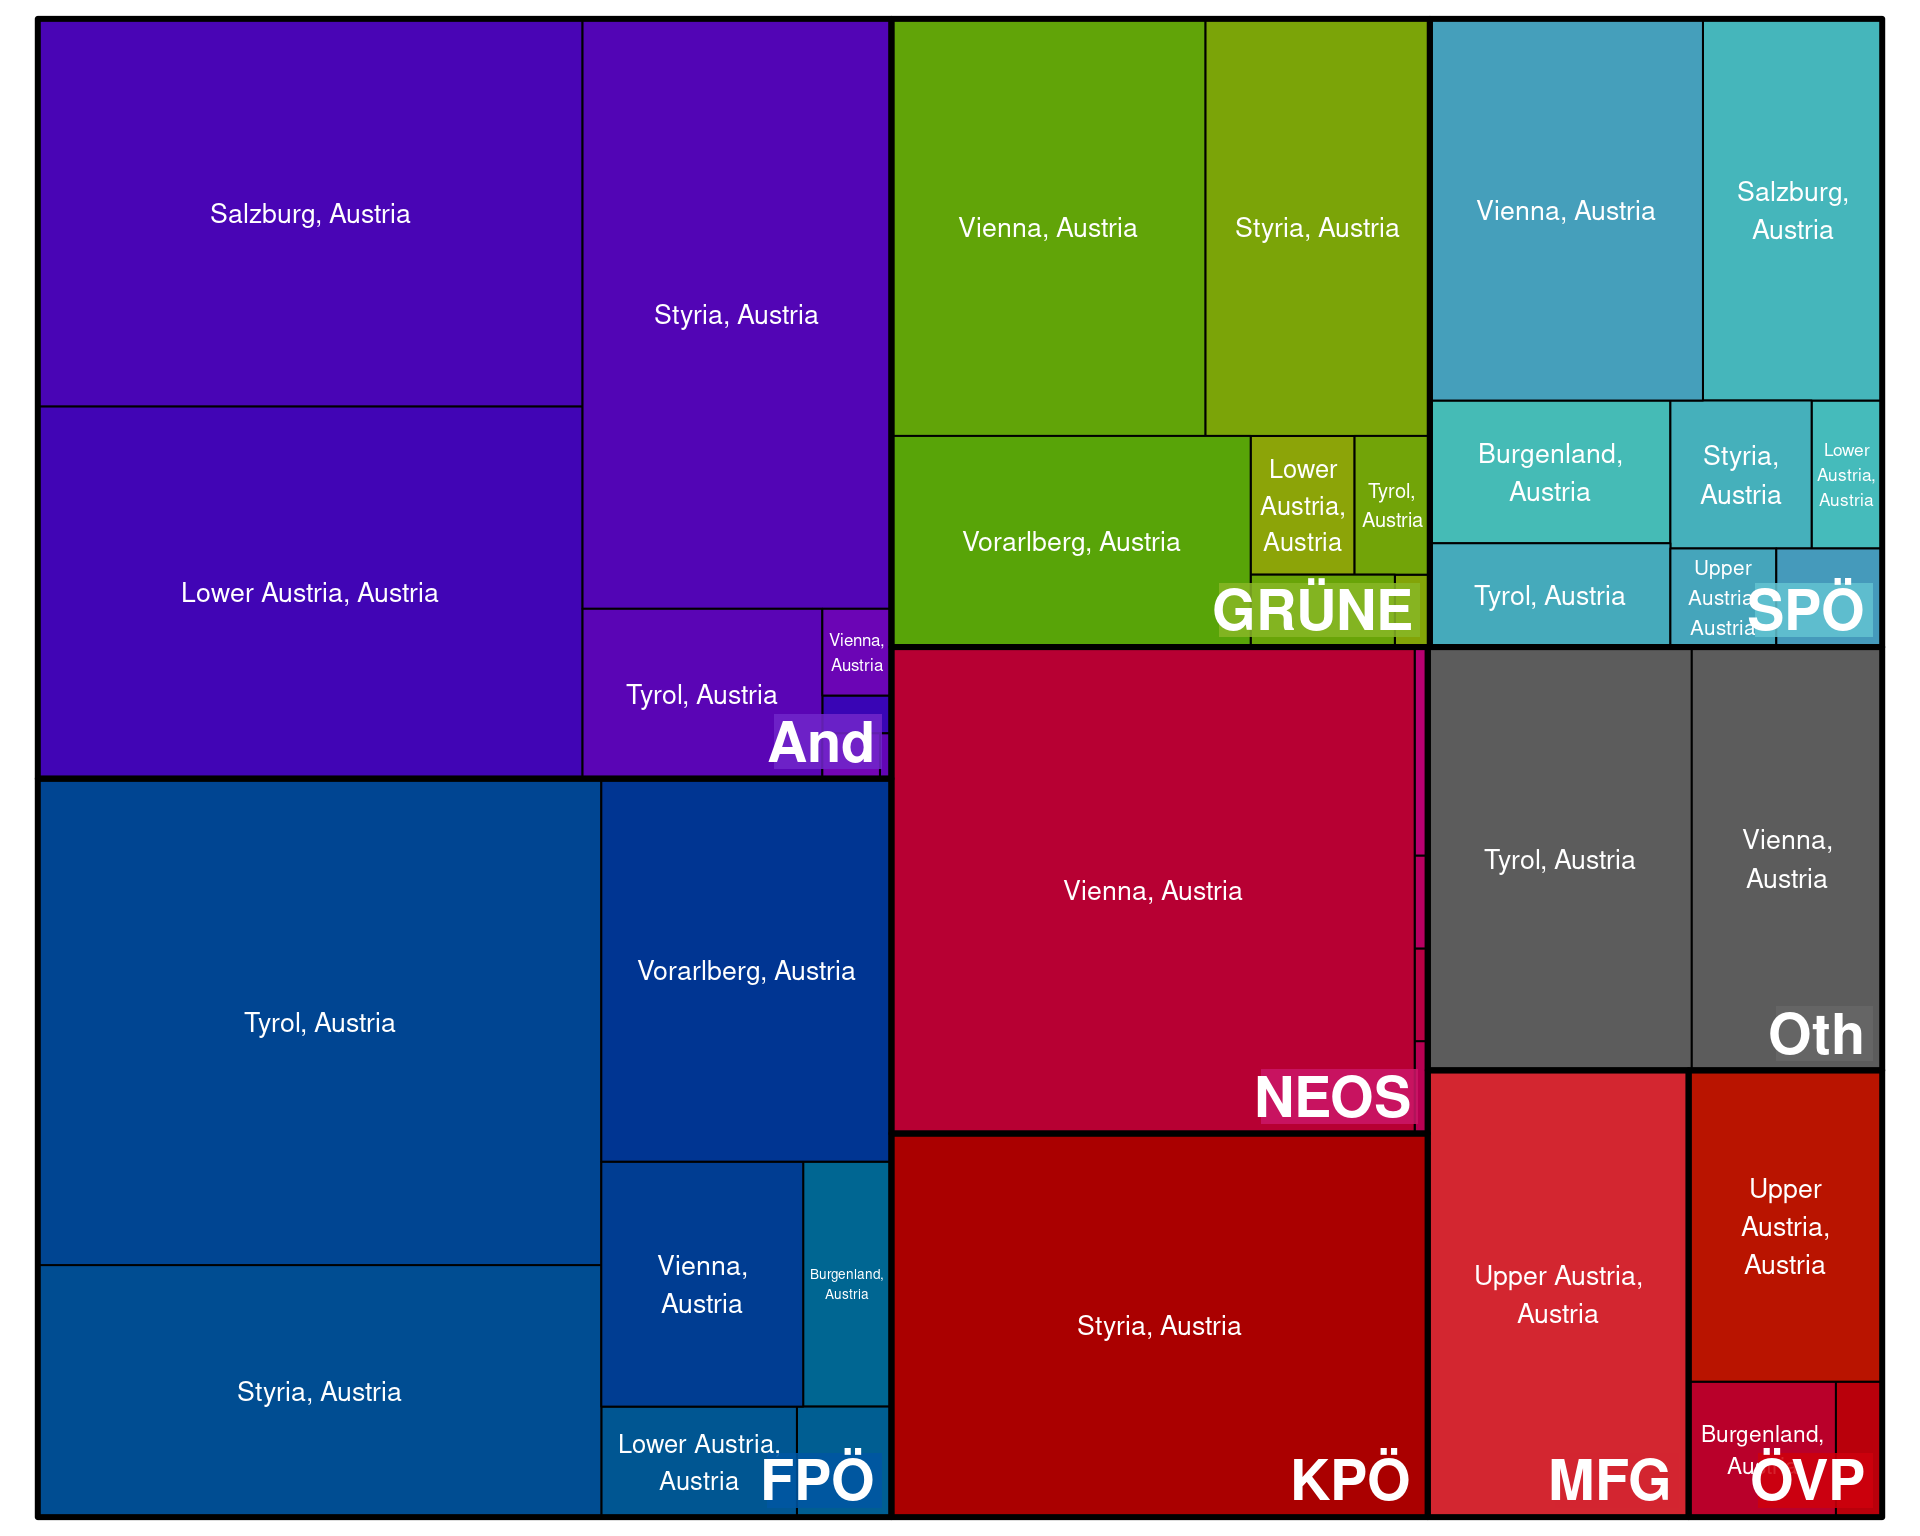 Salzburg, Austria
Lower Austria, Austria
Styria, Austria
Tyrol, Austria
Vienna,
Austria
And
Tyrol, Austria
Styria, Austria
Vorarlberg, Austria
Vienna,
Austria
Burgenland,
Austria
Lower Austria,
Austria
FPÖ
Vienna, Austria
Styria, Austria
Vorarlberg, Austria
Lower
Austria,
Austria
Tyrol,
Austria
GRÜNE
Vienna, Austria
NEOS
Styria, Austria
KPÖ
Vienna, Austria
Salzburg,
Austria
Burgenland,
Austria
Tyrol, Austria
Styria,
Austria
Lower
Austria,
Austria
Upper
Austria
Austria
SPÖ
Tyrol, Austria
Vienna,
Austria
Oth
Upper Austria,
Austria
MFG
Upper
Austria,
Austria
Burgenland,
ÖVP